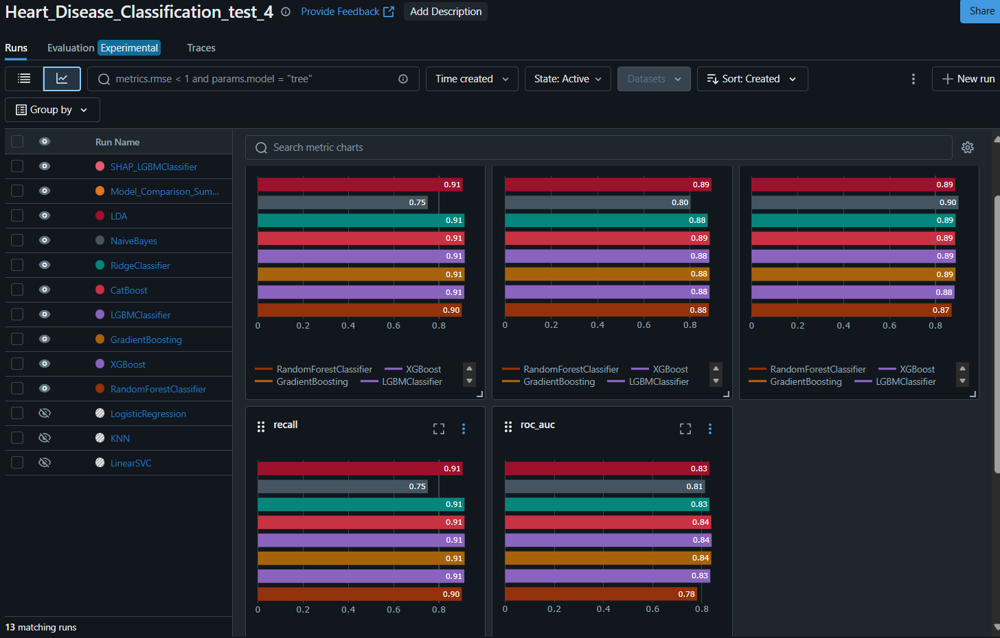 Heart_Disease_Classification_test_4 Provide Feedback Add Description Share
Runs Evaluation Experimental Traces
metrics.rmse < 1 and params.model = "tree" Time created State: Active Datasets Sort: Created New run
Group by
Run Name
SHAP_LGBMClassifier
Model_Comparison_Sum...
LDA
NaiveBayes
RidgeClassifier
CatBoost
LGBMClassifier
GradientBoosting
XGBoost
RandomForestClassifier
LogisticRegression
KNN
LinearSVC
13 matching runs
Search metric charts
0.91
0.75
0.91
0.91
0.91
0.91
0.91
0.90
0 0.2 0.4 0.6 0.8
RandomForestClassifier XGBoost
GradientBoosting LGBMClassifier
0.89
0.80
0.88
0.89
0.88
0.88
0.88
0.88
0 0.2 0.4 0.6 0.8
RandomForestClassifier XGBoost
GradientBoosting LGBMClassifier
0.89
0.90
0.89
0.89
0.89
0.89
0.88
0.87
0 0.2 0.4 0.6 0.8
RandomForestClassifier XGBoost
GradientBoosting LGBMClassifier
recall
0.91
0.75
0.91
0.91
0.91
0.91
0.91
0.90
0 0.2 0.4 0.6 0.8
roc_auc
0.83
0.81
0.83
0.84
0.84
0.84
0.83
0.78
0 0.2 0.4 0.6 0.8